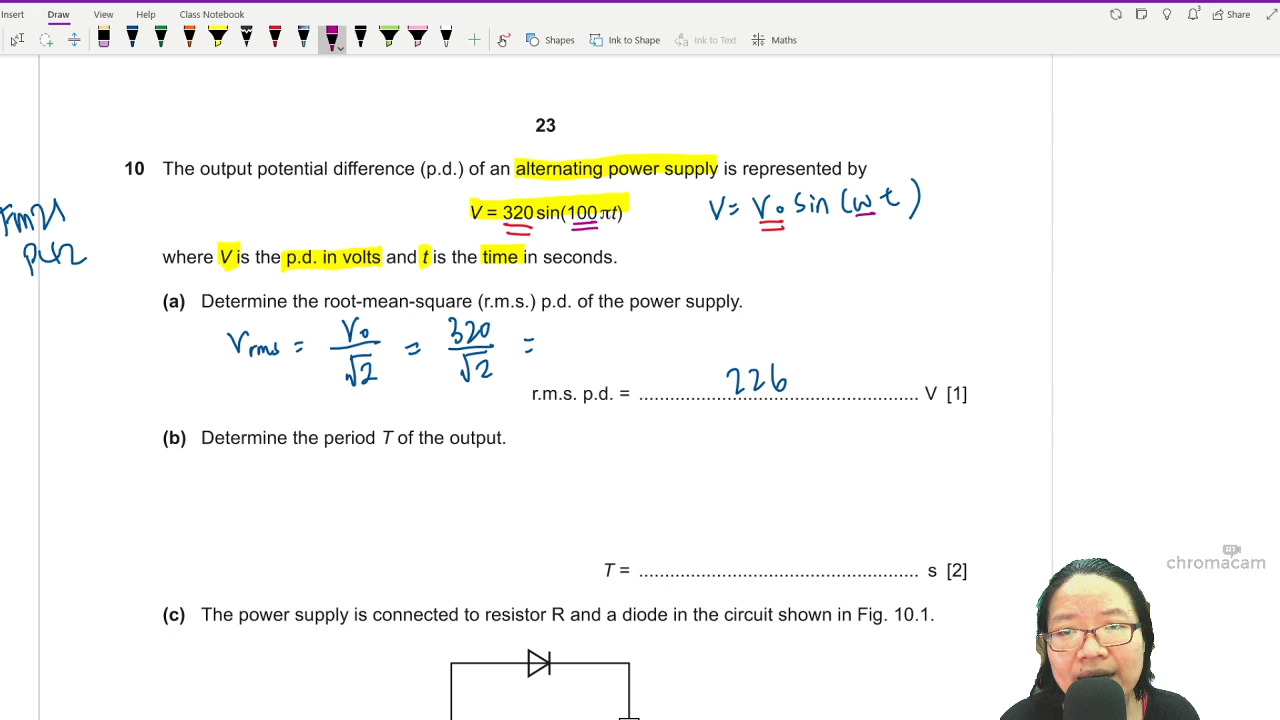 Insert Draw View Help Class Notebook
3 Share
Shapes Ink to Shape Ink to Text Maths
23
10 The output potential difference (p.d.) of an alternating power supply is represented by
V = 320 sin(100πt)
V = V₀ sin (ωt)
where V is the p.d. in volts and t is the time in seconds.
(a) Determine the root-mean-square (r.m.s.) p.d. of the power supply.
Vrms = V₀/√2 = 320/√2 =
r.m.s. p.d. = ........ 226 ........ V [1]
(b) Determine the period T of the output.
T = ................ s [2]
chromacam
(c) The power supply is connected to resistor R and a diode in the circuit shown in Fig. 10.1.